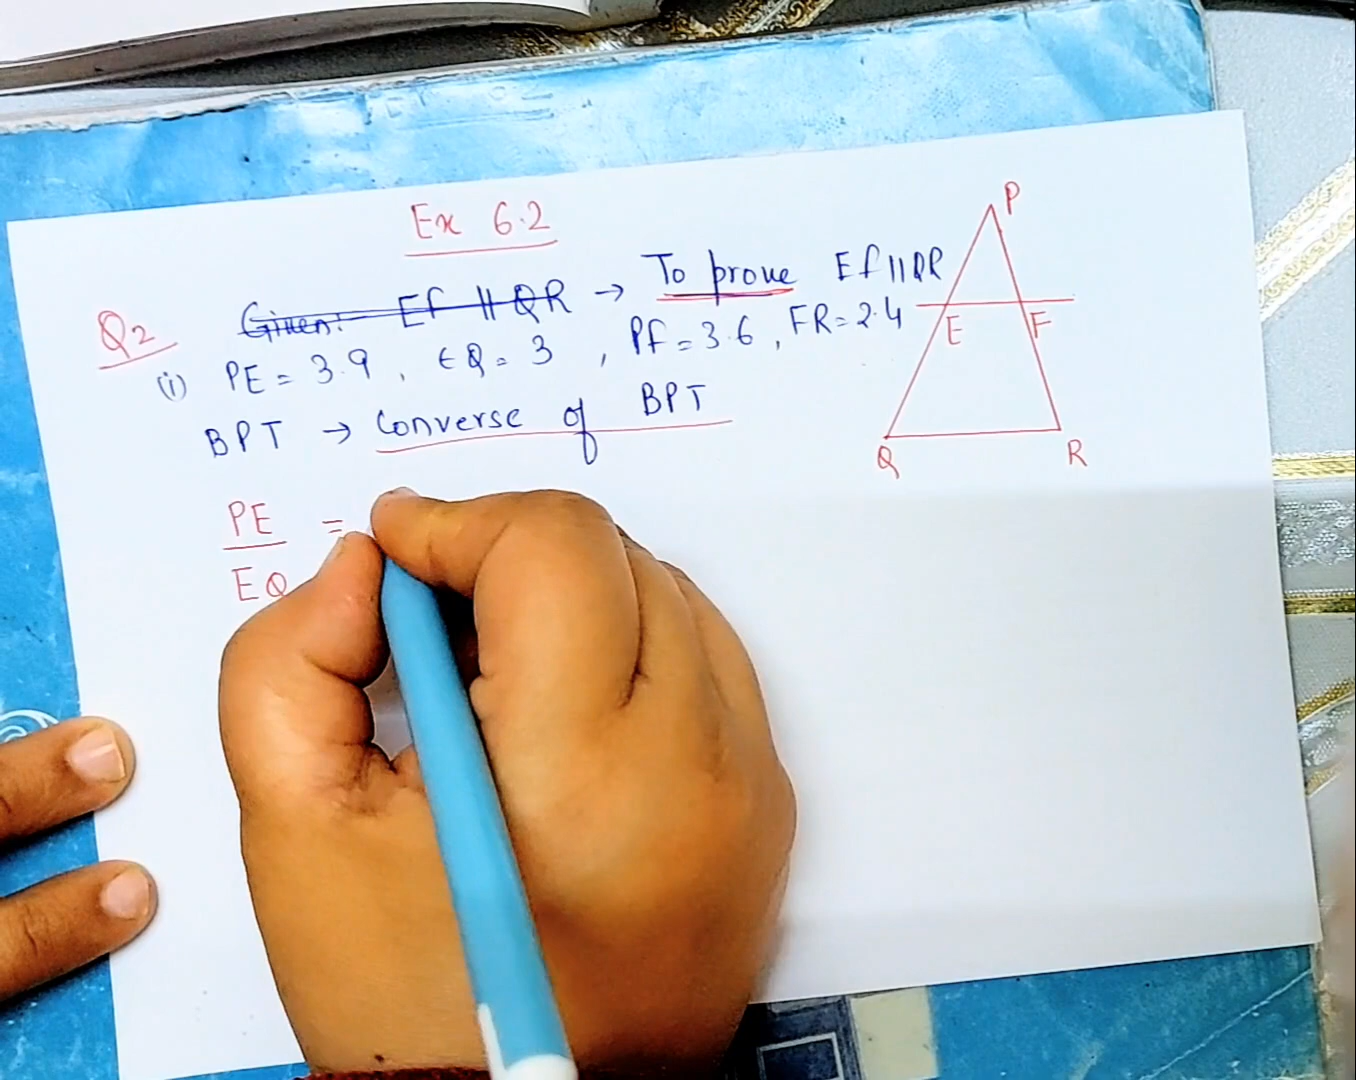 Ex 6.2
Q2 Given:- Ef || QR → To prove Ef || QR
(i) PE = 3.9, EQ = 3, Pf = 3.6, FR = 2.4
BPT → Converse of BPT
PE
=
EQ
P
E
F
Q
R